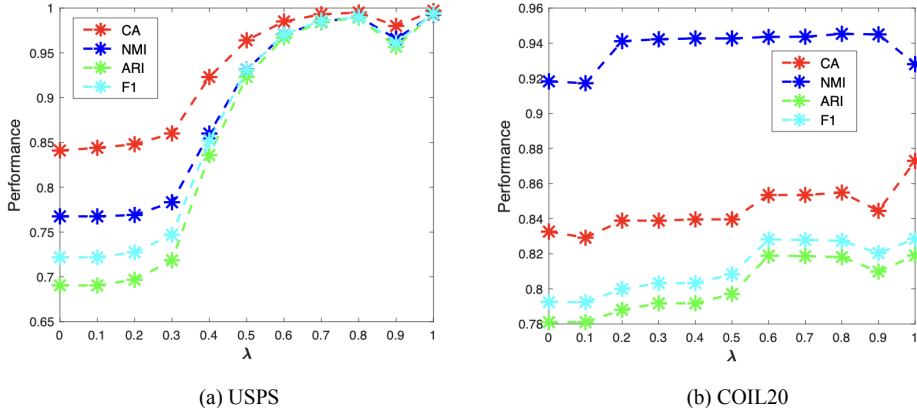 1
0.95
0.9
0.85
0.8
0.75
0.7
0.65
Performance
CA
NMI
ARI
F1
0 0.1 0.2 0.3 0.4 0.5 0.6 0.7 0.8 0.9 1
λ
(a) USPS
0.96
0.94
0.92
0.9
0.88
0.86
0.84
0.82
0.8
0.78
Performance
CA
NMI
ARI
F1
0 0.1 0.2 0.3 0.4 0.5 0.6 0.7 0.8 0.9 1
λ
(b) COIL20